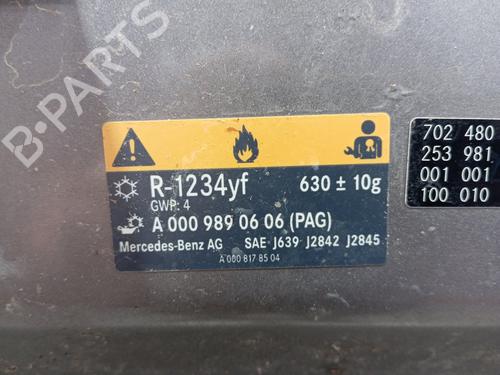 R-1234yf 630 ± 10g
GWP: 4
A 000 989 06 06 (PAG)
Mercedes-Benz AG SAE J639 J2842 J2845
A 000 817 85 04
702 480
253 981
001 001
100 010
B-PARTS